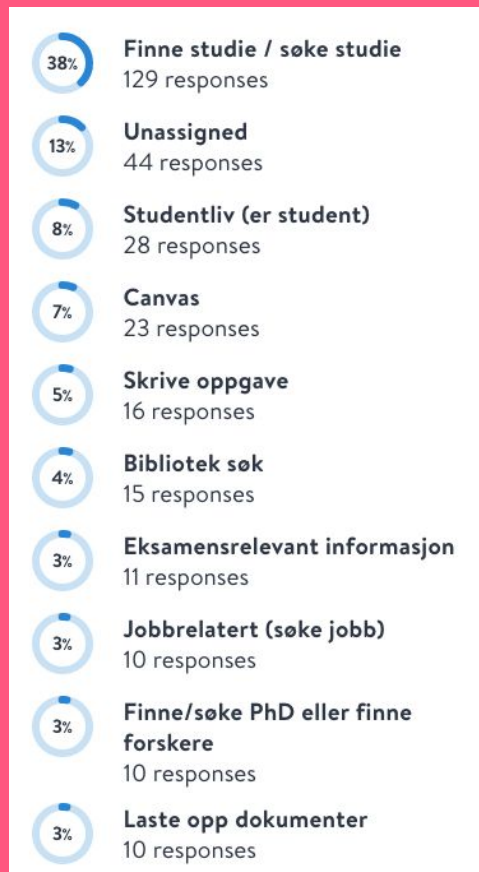 38%
Finne studie / søke studie
129 responses
13%
Unassigned
44 responses
8%
Studentliv (er student)
28 responses
7%
Canvas
23 responses
5%
Skrive oppgave
16 responses
4%
Bibliotek søk
15 responses
3%
Eksamensrelevant informasjon
11 responses
3%
Jobbrelatert (søke jobb)
10 responses
3%
Finne/søke PhD eller finne
forskere
10 responses
3%
Laste opp dokumenter
10 responses